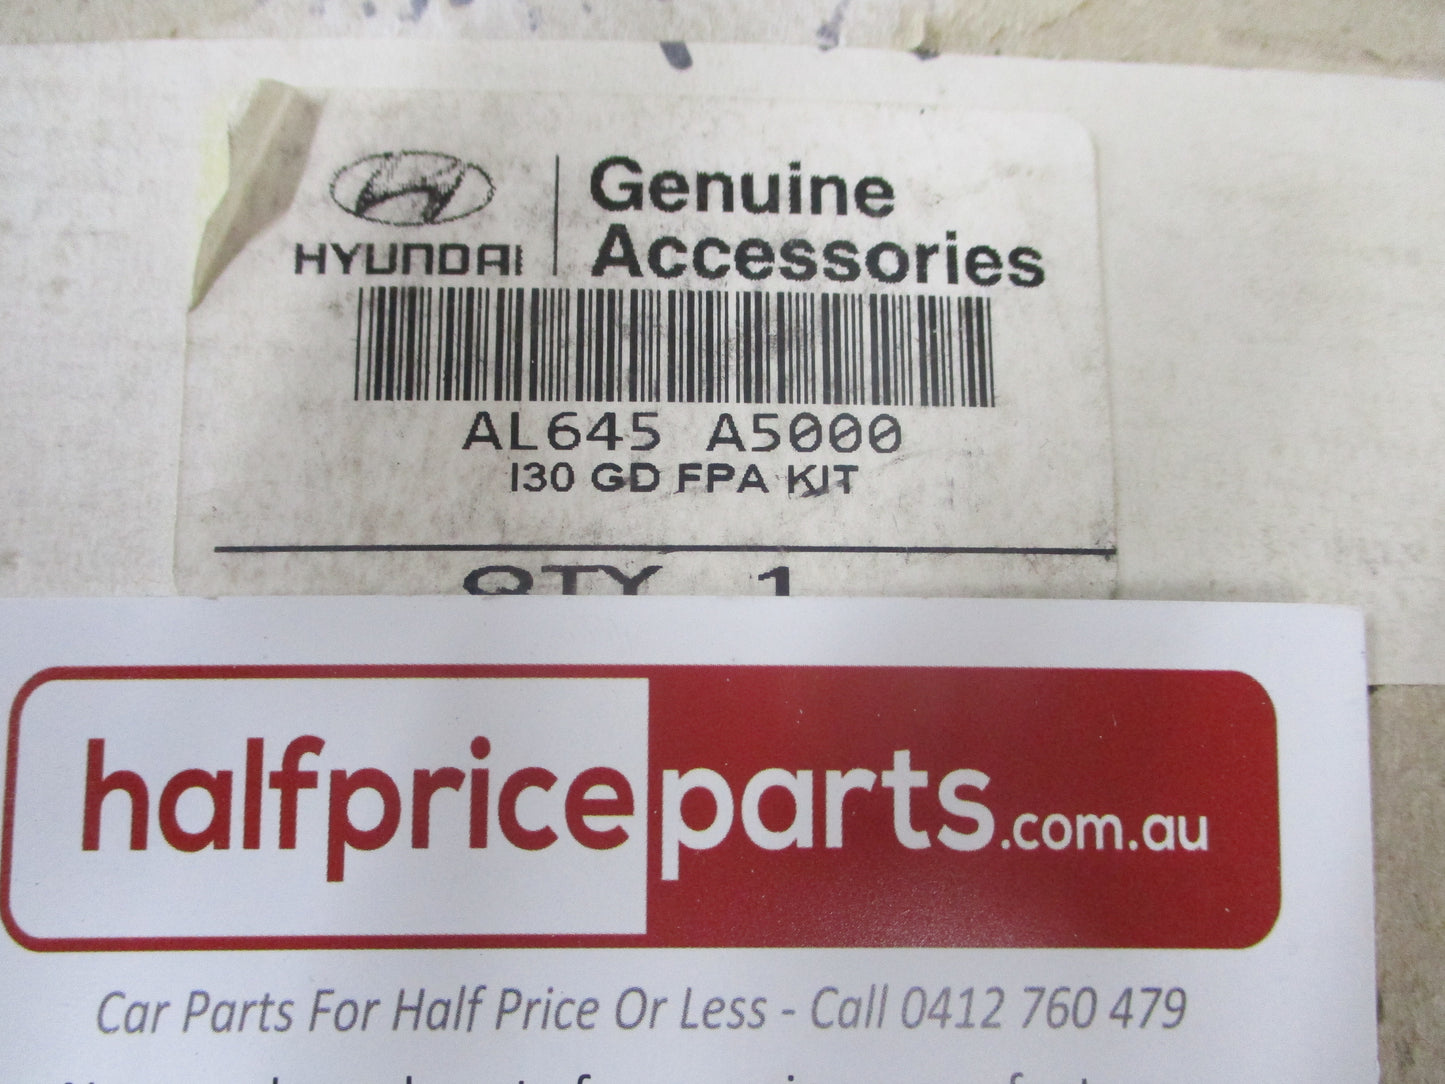 HYUNDAI
Genuine
Accessories
AL645 A5000
I30 GD FPA KIT
QTY 1
halfpriceparts.com.au
Car Parts For Half Price Or Less - Call 0412 760 479